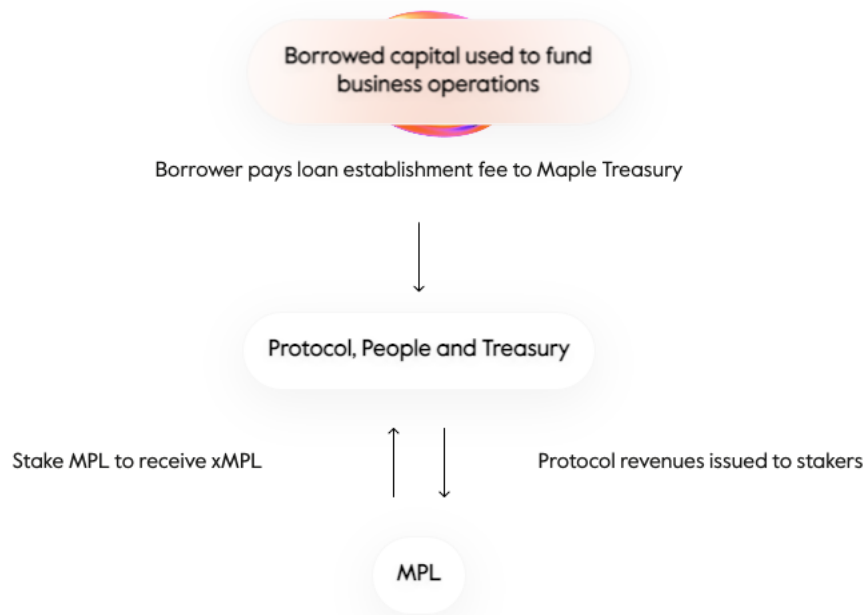 Borrowed capital used to fund
business operations
Borrower pays loan establishment fee to Maple Treasury
Protocol, People and Treasury
Stake MPL to receive xMPL
Protocol revenues issued to stakers
MPL